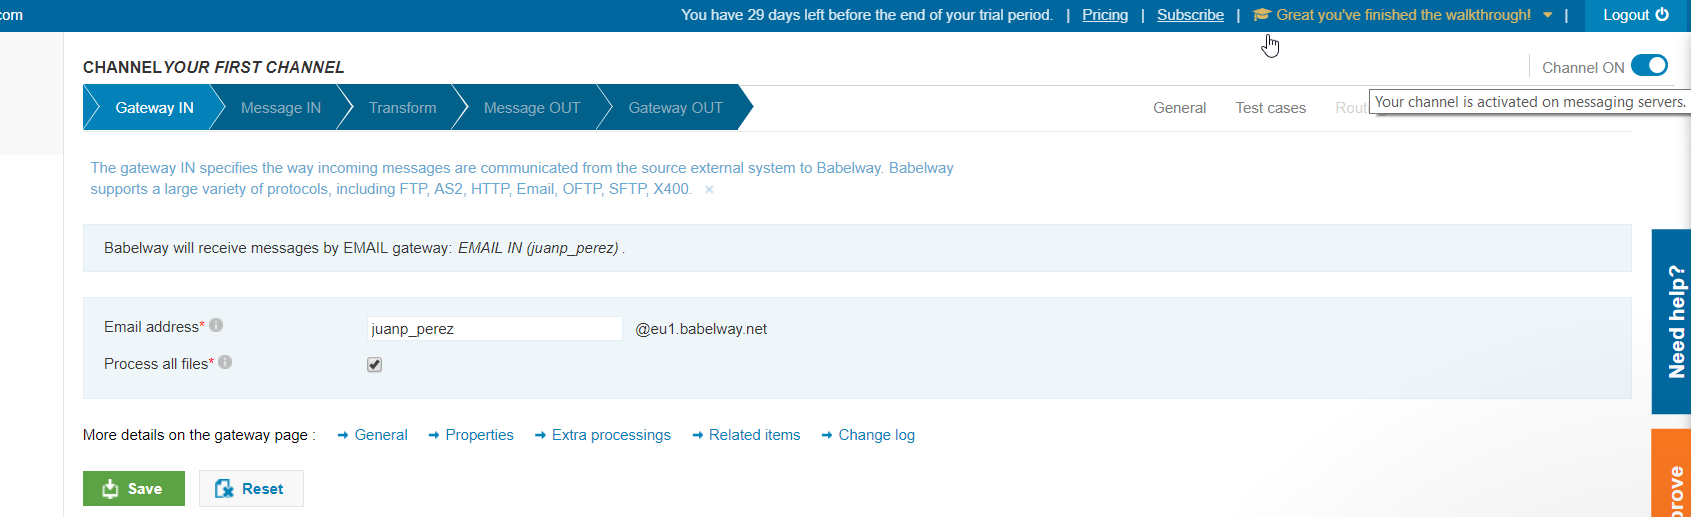 com
You have 29 days left before the end of your trial period. | Pricing | Subscribe | Great you've finished the walkthrough! | Logout
CHANNEL YOUR FIRST CHANNEL
Channel ON
Gateway IN Message IN Transform Message OUT Gateway OUT
General Test cases Rout
Your channel is activated on messaging servers.
The gateway IN specifies the way incoming messages are communicated from the source external system to Babelway. Babelway
supports a large variety of protocols, including FTP, AS2, HTTP, Email, OFTP, SFTP, X400. ×
Babelway will receive messages by EMAIL gateway: EMAIL IN (juanp_perez) .
Email address* juanp_perez @eu1.babelway.net
Process all files*
More details on the gateway page : General Properties Extra processings Related items Change log
Save Reset
Need help?
prove